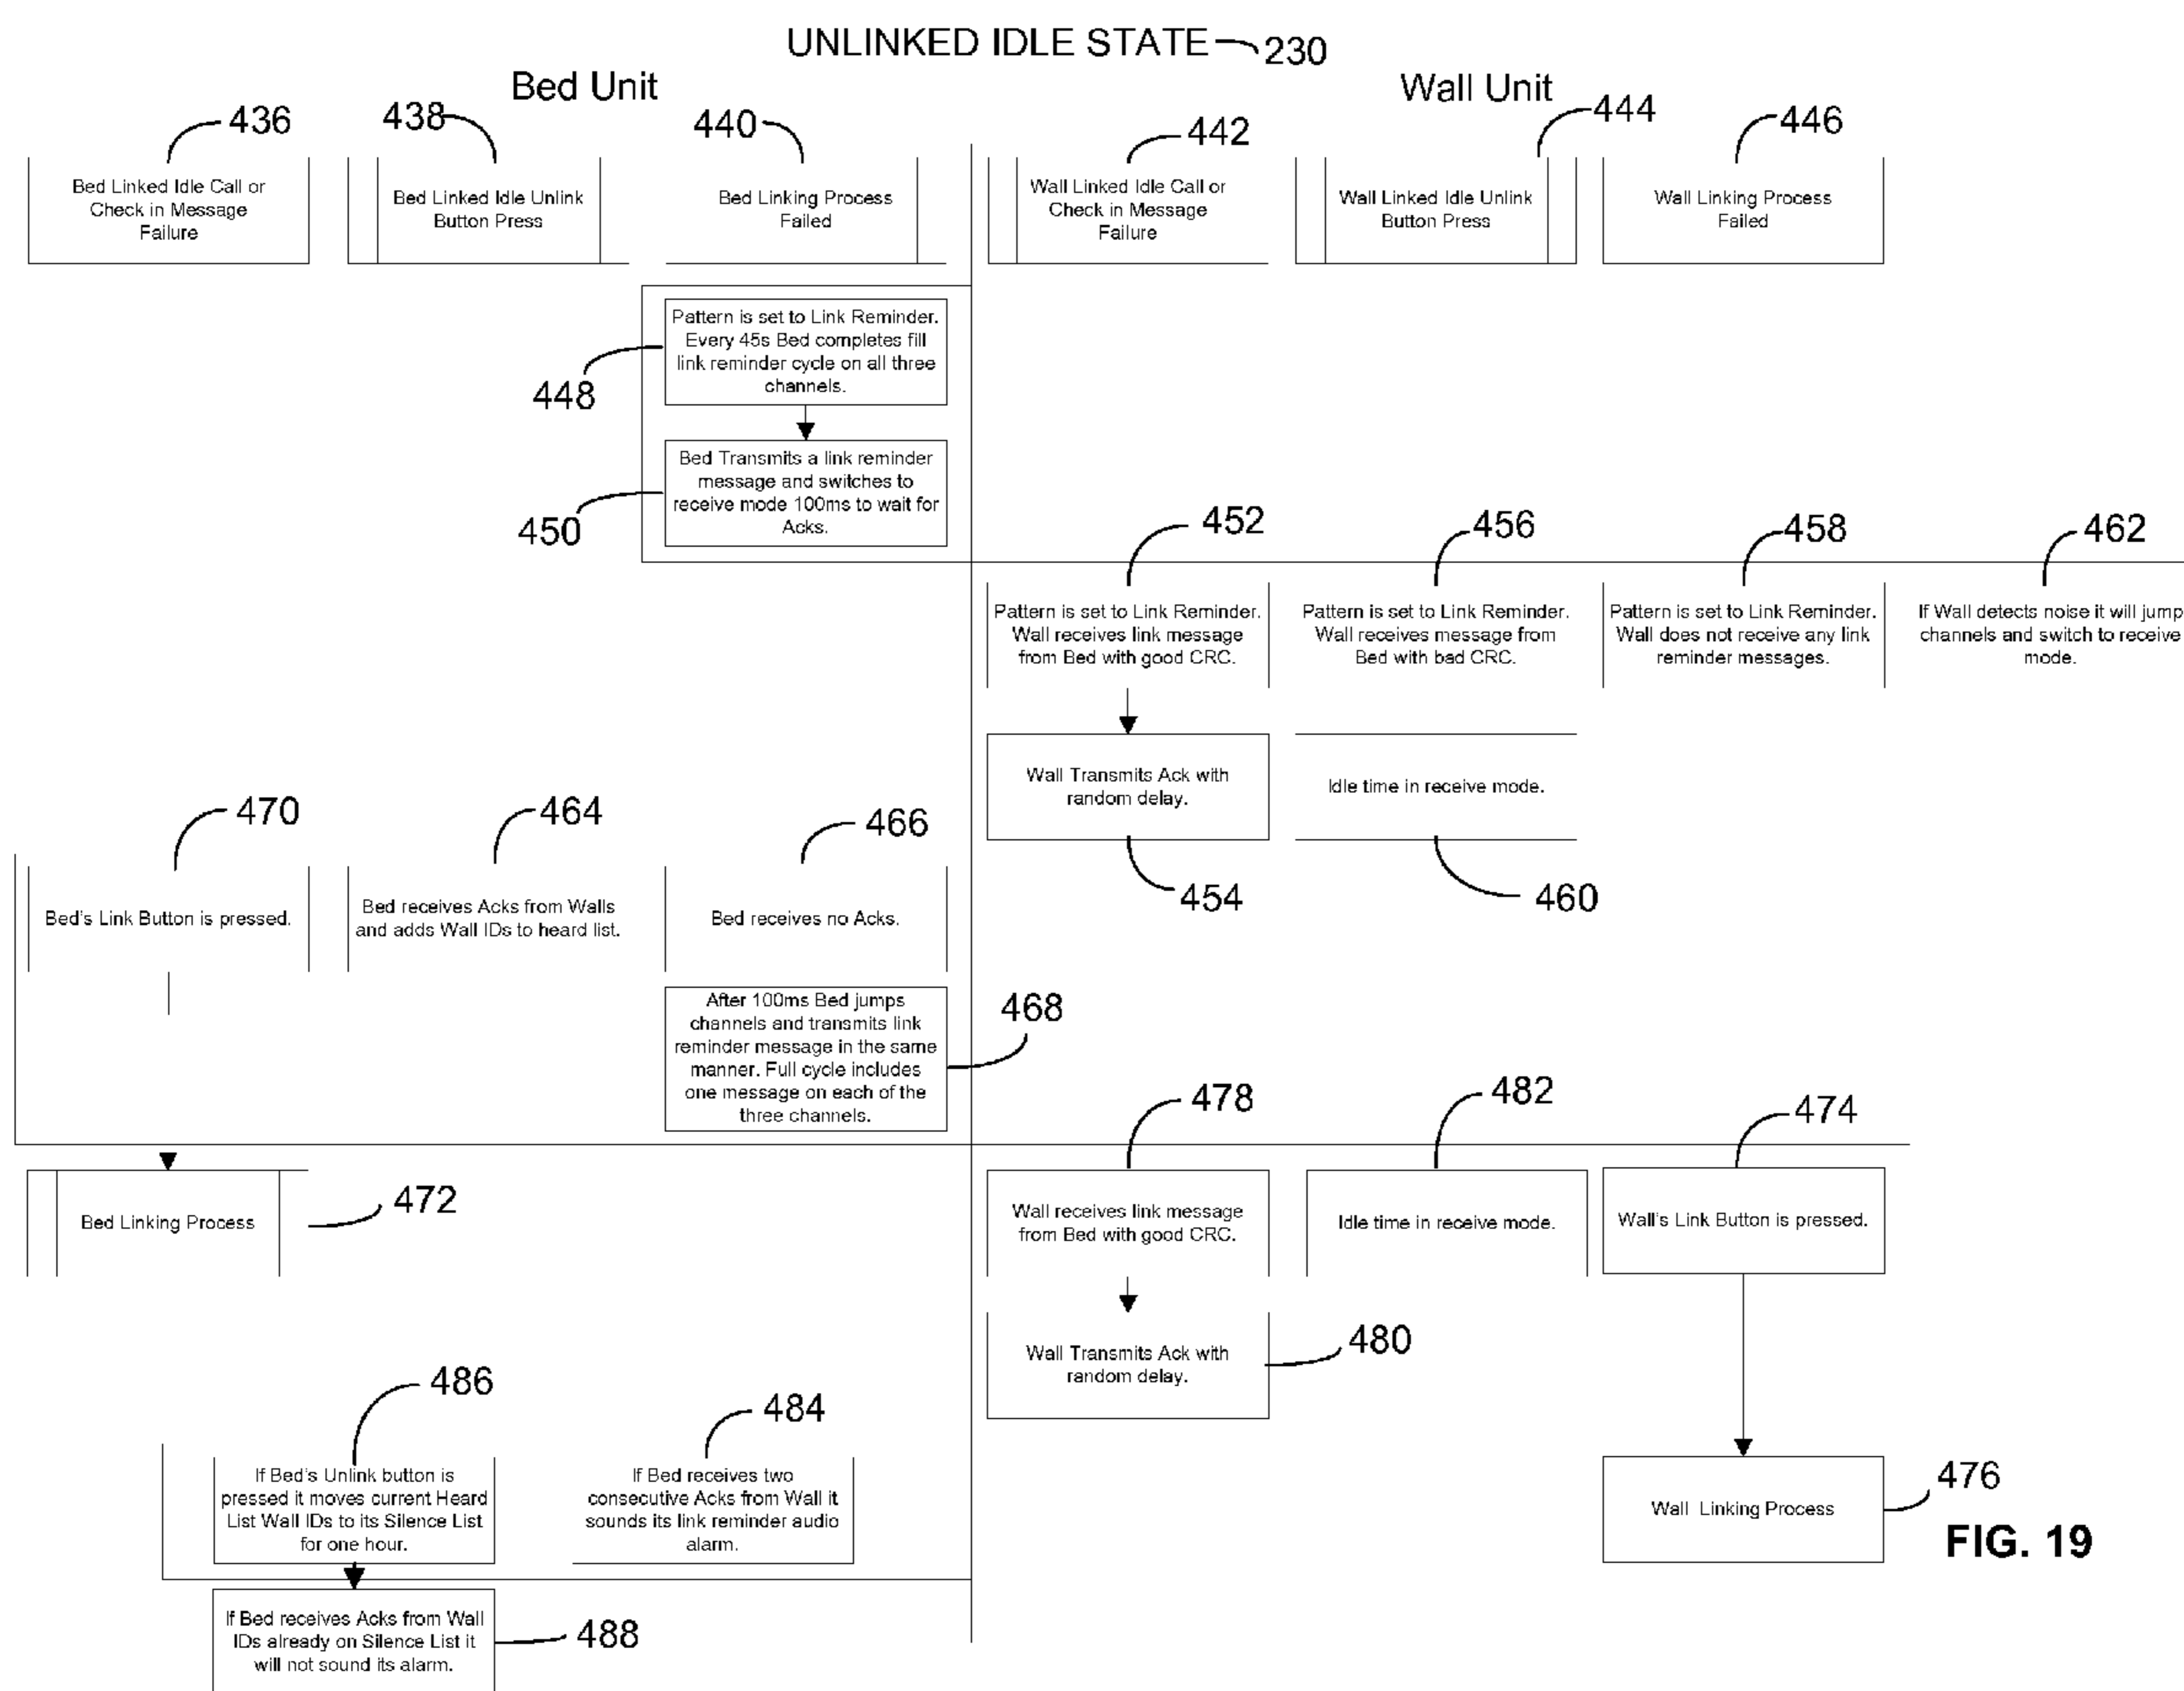 UNLINKED IDLE STATE 230
Bed Unit
Wall Unit
436
438
440
442
444
446
Bed Linked Idle Call or
Check in Message
Failure
Bed Linked Idle Unlink
Button Press
Bed Linking Process
Failed
Wall Linked Idle Call or
Check in Message
Failure
Wall Linked Idle Unlink
Button Press
Wall Linking Process
Failed
Pattern is set to Link Reminder.
Every 45s Bed completes fill
link reminder cycle on all three
channels.
448
Bed Transmits a link reminder
message and switches to
receive mode 100ms to wait for
Acks.
450
452
456
458
462
Pattern is set to Link Reminder.
Wall receives link message
from Bed with good CRC.
Pattern is set to Link Reminder.
Wall receives message from
Bed with bad CRC.
Pattern is set to Link Reminder.
Wall does not receive any link
reminder messages.
If Wall detects noise it will jump
channels and switch to receive
mode.
Wall Transmits Ack with
random delay.
Idle time in receive mode.
454
460
470
464
466
Bed's Link Button is pressed.
Bed receives Acks from Walls
and adds Wall IDs to heard list.
Bed receives no Acks.
After 100ms Bed jumps
channels and transmits link
reminder message in the same
manner. Full cycle includes
one message on each of the
three channels.
468
478
482
474
Bed Linking Process
472
Wall receives link message
from Bed with good CRC.
Idle time in receive mode.
Wall's Link Button is pressed.
Wall Transmits Ack with
random delay.
480
486
484
If Bed's Unlink button is
pressed it moves current Heard
List Wall IDs to its Silence List
for one hour.
If Bed receives two
consecutive Acks from Wall it
sounds its link reminder audio
alarm.
Wall Linking Process
476
FIG. 19
If Bed receives Acks from Wall
IDs already on Silence List it
will not sound its alarm.
488